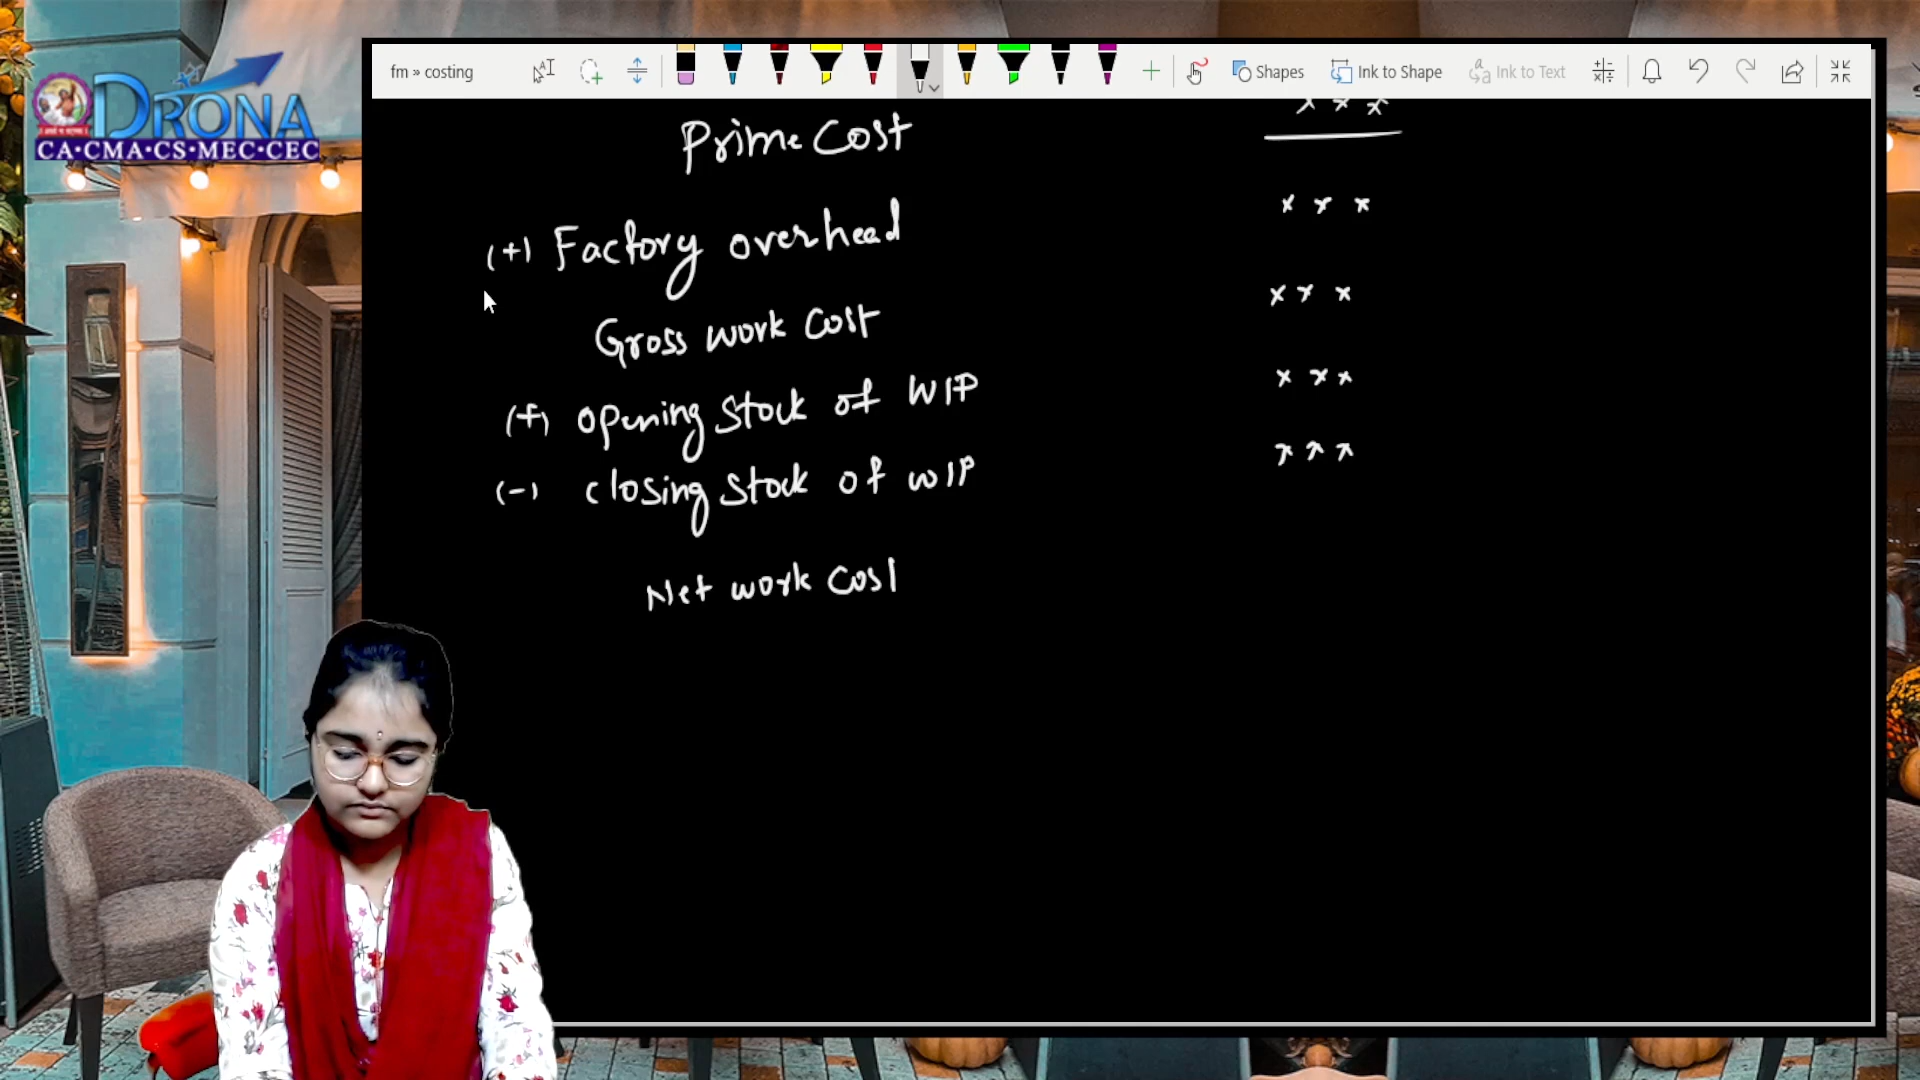 DRONA
CA•CMA•CS•MEC•CEC
fm » costing
Shapes
Ink to Shape
Ink to Text
x x x
Prime Cost
x x x
(+) Factory overhead
x x x
Gross work cost
x x x
(+) opening stock of WIP
x x x
(-) closing stock of WIP
Net work cost